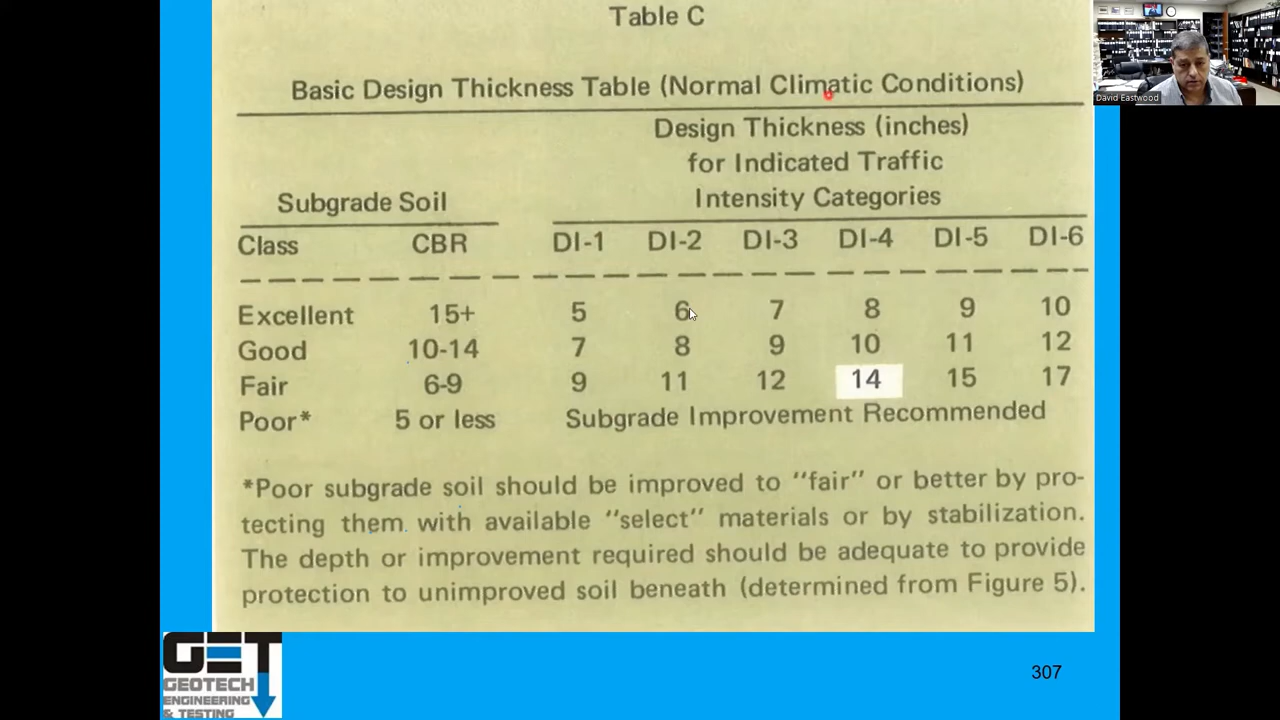 Table C
Basic Design Thickness Table (Normal Climatic Conditions)
Design Thickness (inches)
for Indicated Traffic
Subgrade Soil Intensity Categories
Class CBR DI-1 DI-2 DI-3 DI-4 DI-5 DI-6
Excellent 15+ 5 6 7 8 9 10
Good 10-14 7 8 9 10 11 12
Fair 6-9 9 11 12 14 15 17
Poor* 5 or less Subgrade Improvement Recommended
*Poor subgrade soil should be improved to "fair" or better by pro-
tecting them with available "select" materials or by stabilization.
The depth or improvement required should be adequate to provide
protection to unimproved soil beneath (determined from Figure 5).
David Eastwood
GET
GEOTECH
ENGINEERING
& TESTING
307